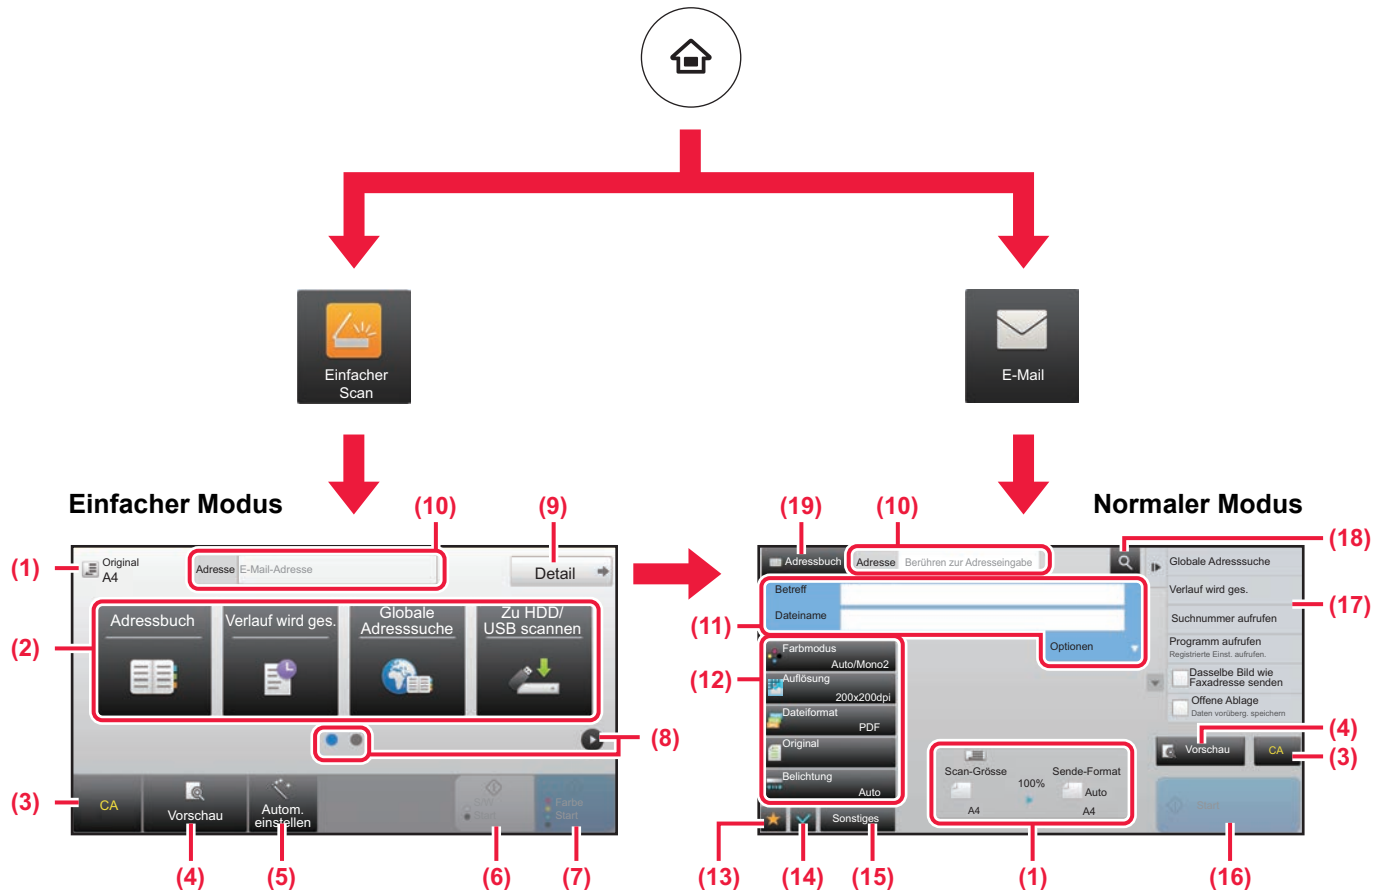 Einfacher
Scan
E-Mail
Einfacher Modus
Normaler Modus
(10)
(9)
(19)
(10)
(18)
(1)
Original
A4
Adresse
E-Mail-Adresse
Detail
(2)
Adressbuch
Verlauf wird ges.
Globale
Adresssuche
Zu HDD/
USB scannen
(8)
(3)
CA
Vorschau
Autom.
einstellen
S/W
Start
Farbe
Start
(4)
(5)
(6)
(7)
Adressbuch
Adresse
Berühren zur Adresseingabe
Globale Adresssuche
Betreff
Verlauf wird ges.
(17)
(11)
Dateiname
Suchnummer aufrufen
Optionen
Programm aufrufen
Registrierte Einst. aufrufen.
(12)
Farbmodus
Auto/Mono2
Dasselbe Bild wie
Faxadresse senden
Auflösung
200x200dpi
Offene Ablage
Daten vorüberg. speichern
Dateiformat
PDF
(4)
Original
Vorschau
CA
(3)
Belichtung
Auto
Scan-Grösse
A4
100%
Sende-Format
Auto
A4
Start
Sonstiges
(13)
(14)
(15)
(1)
(16)